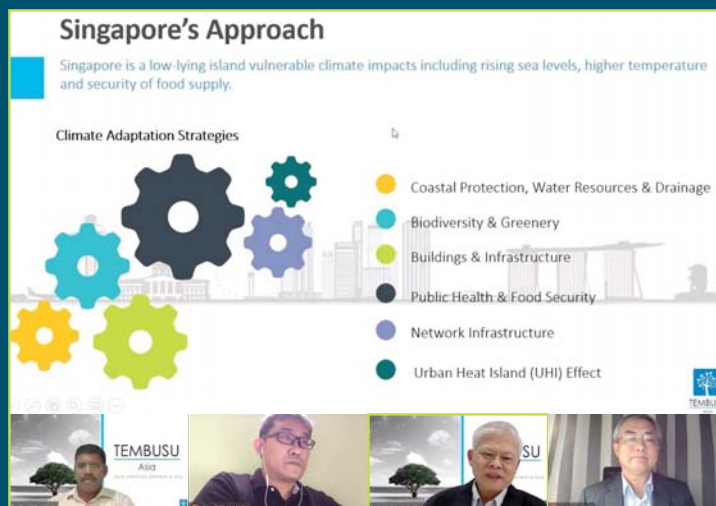 Singapore's Approach
Singapore is a low-lying island vulnerable climate impacts including rising sea levels, higher temperature
and security of food supply.
Climate Adaptation Strategies
Coastal Protection, Water Resources & Drainage
Biodiversity & Greenery
Buildings & Infrastructure
Public Health & Food Security
Network Infrastructure
Urban Heat Island (UHI) Effect
TEMBUSU
TEMBUSU
Asia
SU